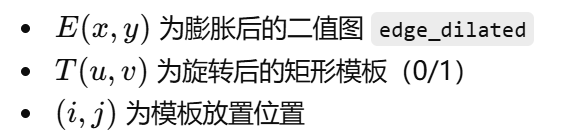 • E(x, y) 为膨胀后的二值图 edge_dilated
• T(u, v) 为旋转后的矩形模板（0/1）
• (i, j) 为模板放置位置